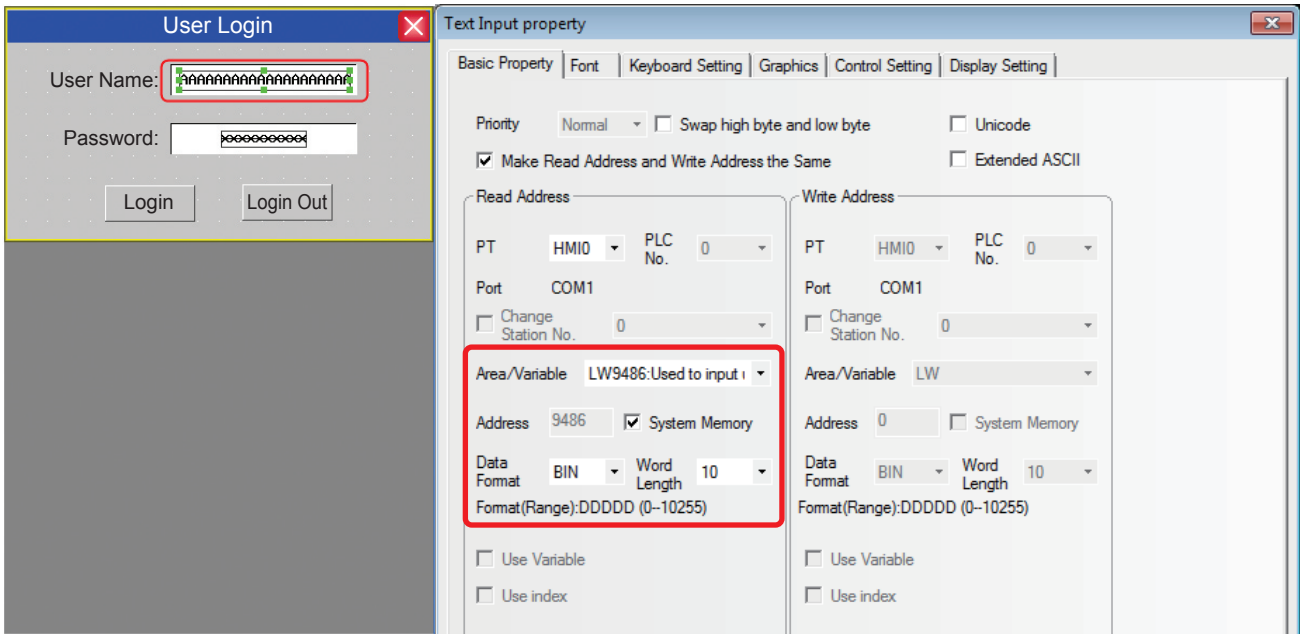 User Login
User Name: AAAAAAAAAAAAAAAAAAAA
Password:
Login Login Out
Text Input property
Basic Property Font Keyboard Setting Graphics Control Setting Display Setting
Priority Normal Swap high byte and low byte Unicode
Make Read Address and Write Address the Same Extended ASCII
Read Address
PT HMI0 PLC No. 0
Port COM1
Change Station No. 0
Area/Variable LW9486:Used to input
Address 9486 System Memory
Data Format BIN Word Length 10
Format(Range):DDDDD (0--10255)
Use Variable
Use index
Write Address
PT HMI0 PLC No. 0
Port COM1
Change Station No. 0
Area/Variable LW
Address 0 System Memory
Data Format BIN Word Length 10
Format(Range):DDDDD (0--10255)
Use Variable
Use index